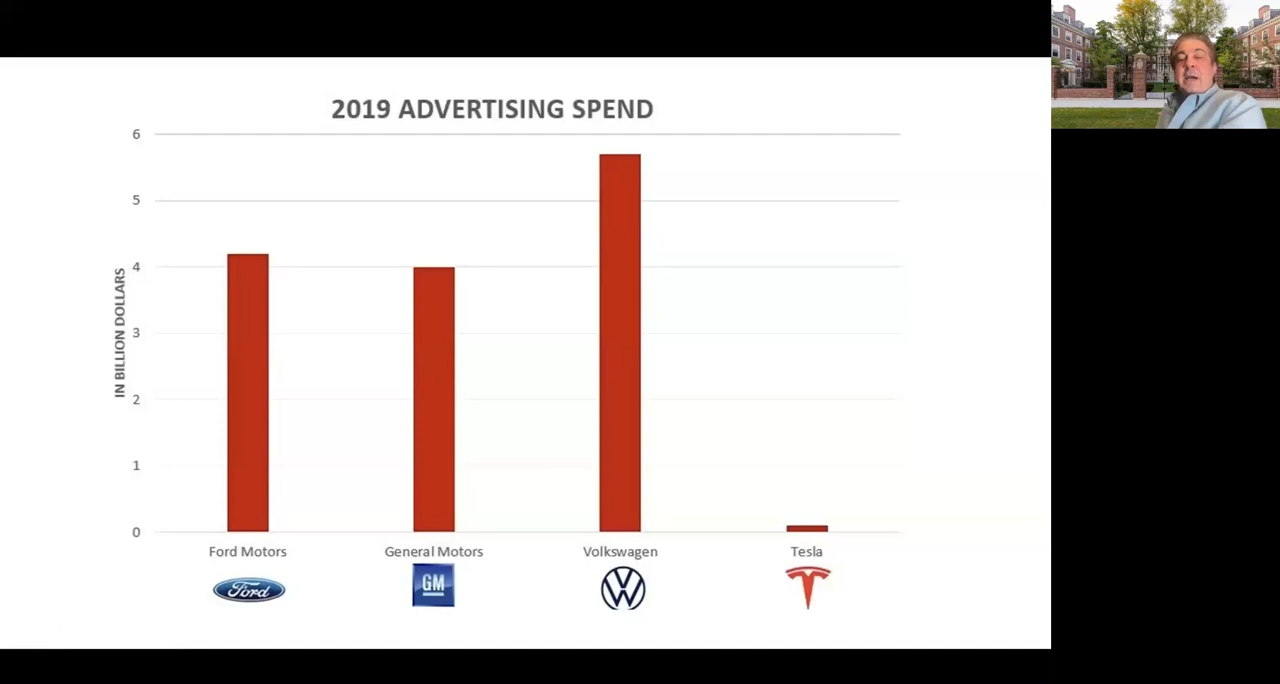 2019 ADVERTISING SPEND
6
5
4
3
2
1
0
IN BILLION DOLLARS
Ford Motors
General Motors
Volkswagen
Tesla
Ford
GM